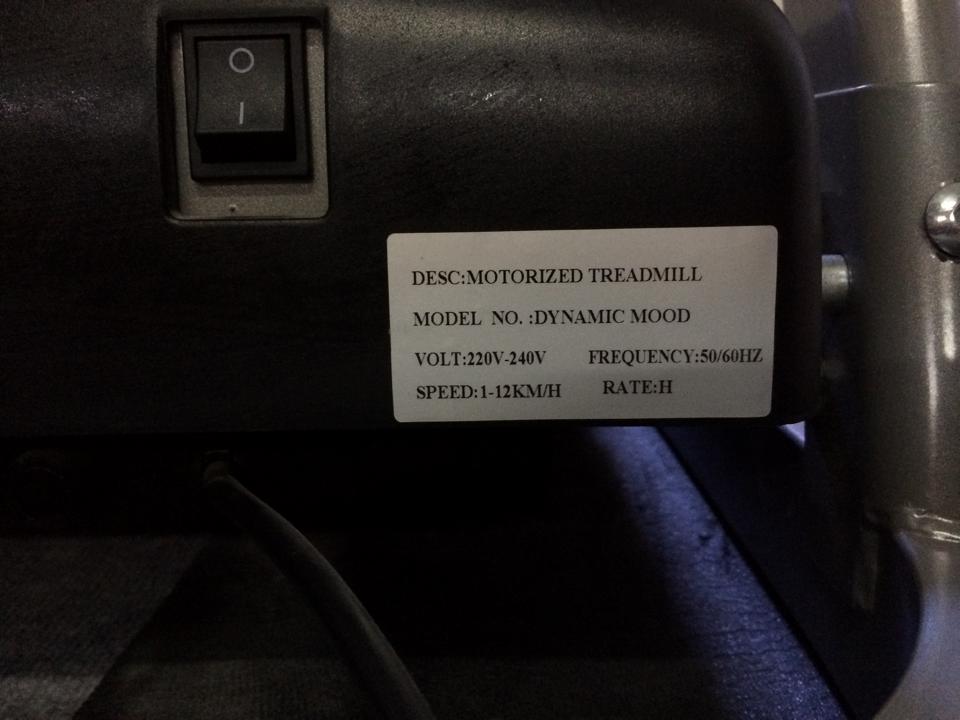 O
I
DESC:MOTORIZED TREADMILL
MODEL NO. :DYNAMIC MOOD
VOLT:220V-240V FREQUENCY:50/60HZ
SPEED:1-12KM/H RATE:H